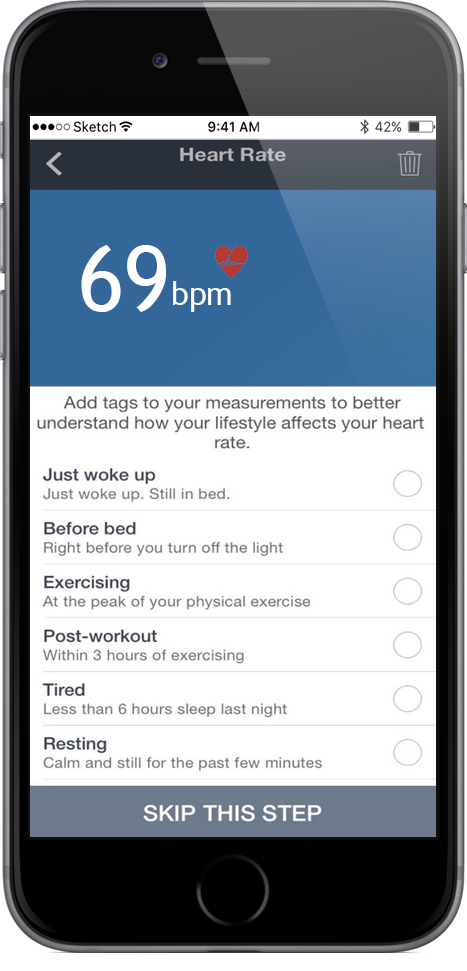 Sketch 9:41 AM 42%
Heart Rate
69 bpm
Add tags to your measurements to better
understand how your lifestyle affects your heart
rate.
Just woke up
Just woke up. Still in bed.
Before bed
Right before you turn off the light
Exercising
At the peak of your physical exercise
Post-workout
Within 3 hours of exercising
Tired
Less than 6 hours sleep last night
Resting
Calm and still for the past few minutes
SKIP THIS STEP